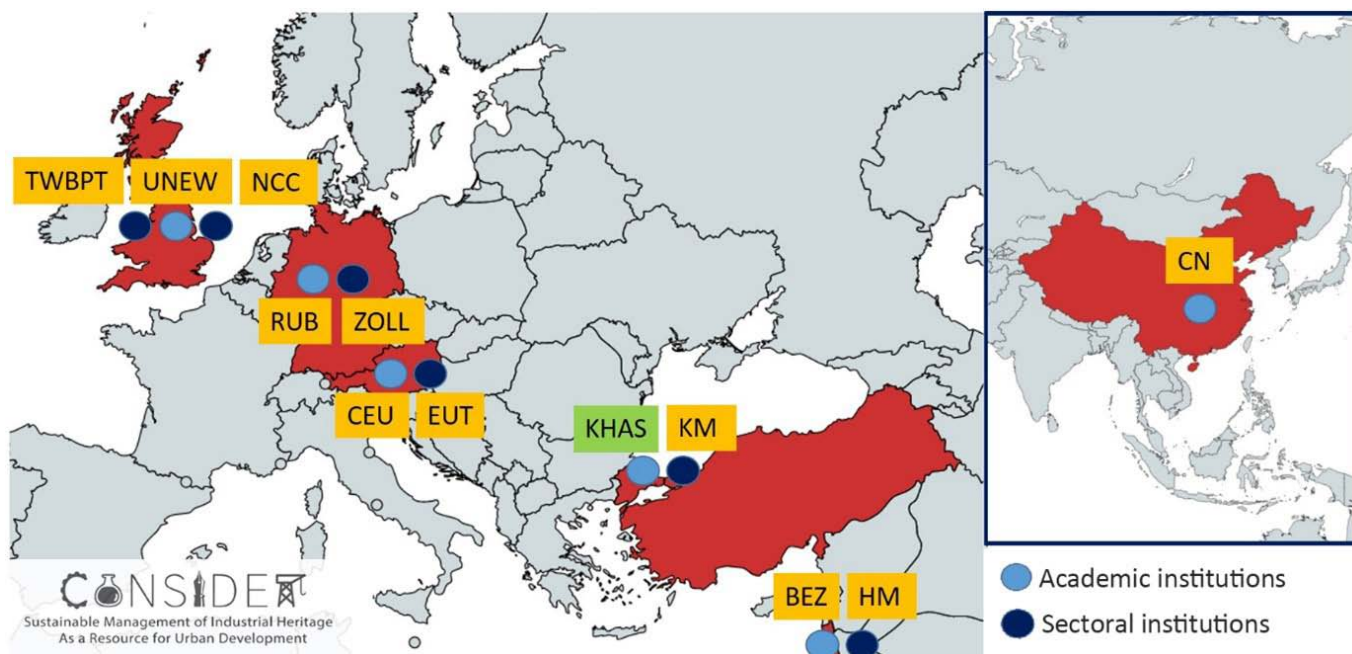 TWBPT UNEW NCC
CN
RUB ZOLL
CEU EUT
KHAS KM
BEZ HM
CONSIDER
Sustainable Management of Industrial Heritage
As a Resource for Urban Development
Academic institutions
Sectoral institutions